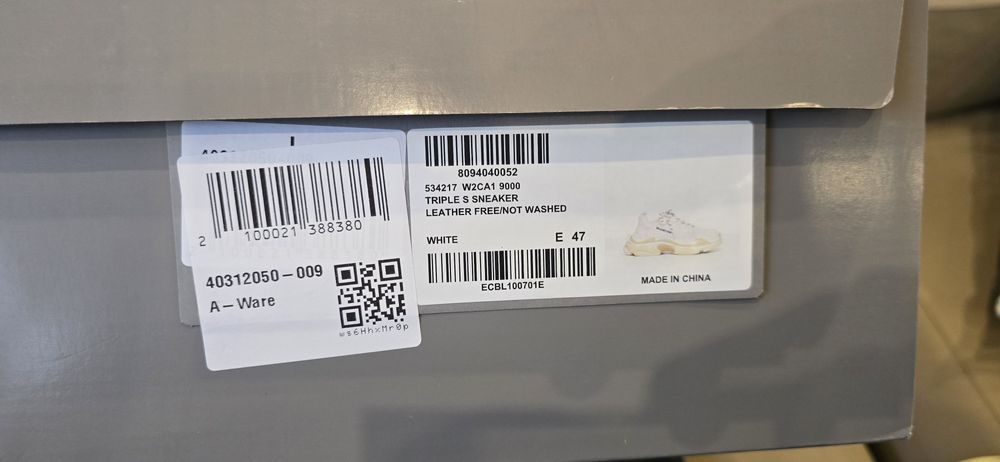 2 100021 388380
40312050-009
A-Ware
ws6HhxMr0p
8094040052
534217 W2CA1 9000
TRIPLE S SNEAKER
LEATHER FREE/NOT WASHED
WHITE E 47
ECBL100701E
MADE IN CHINA